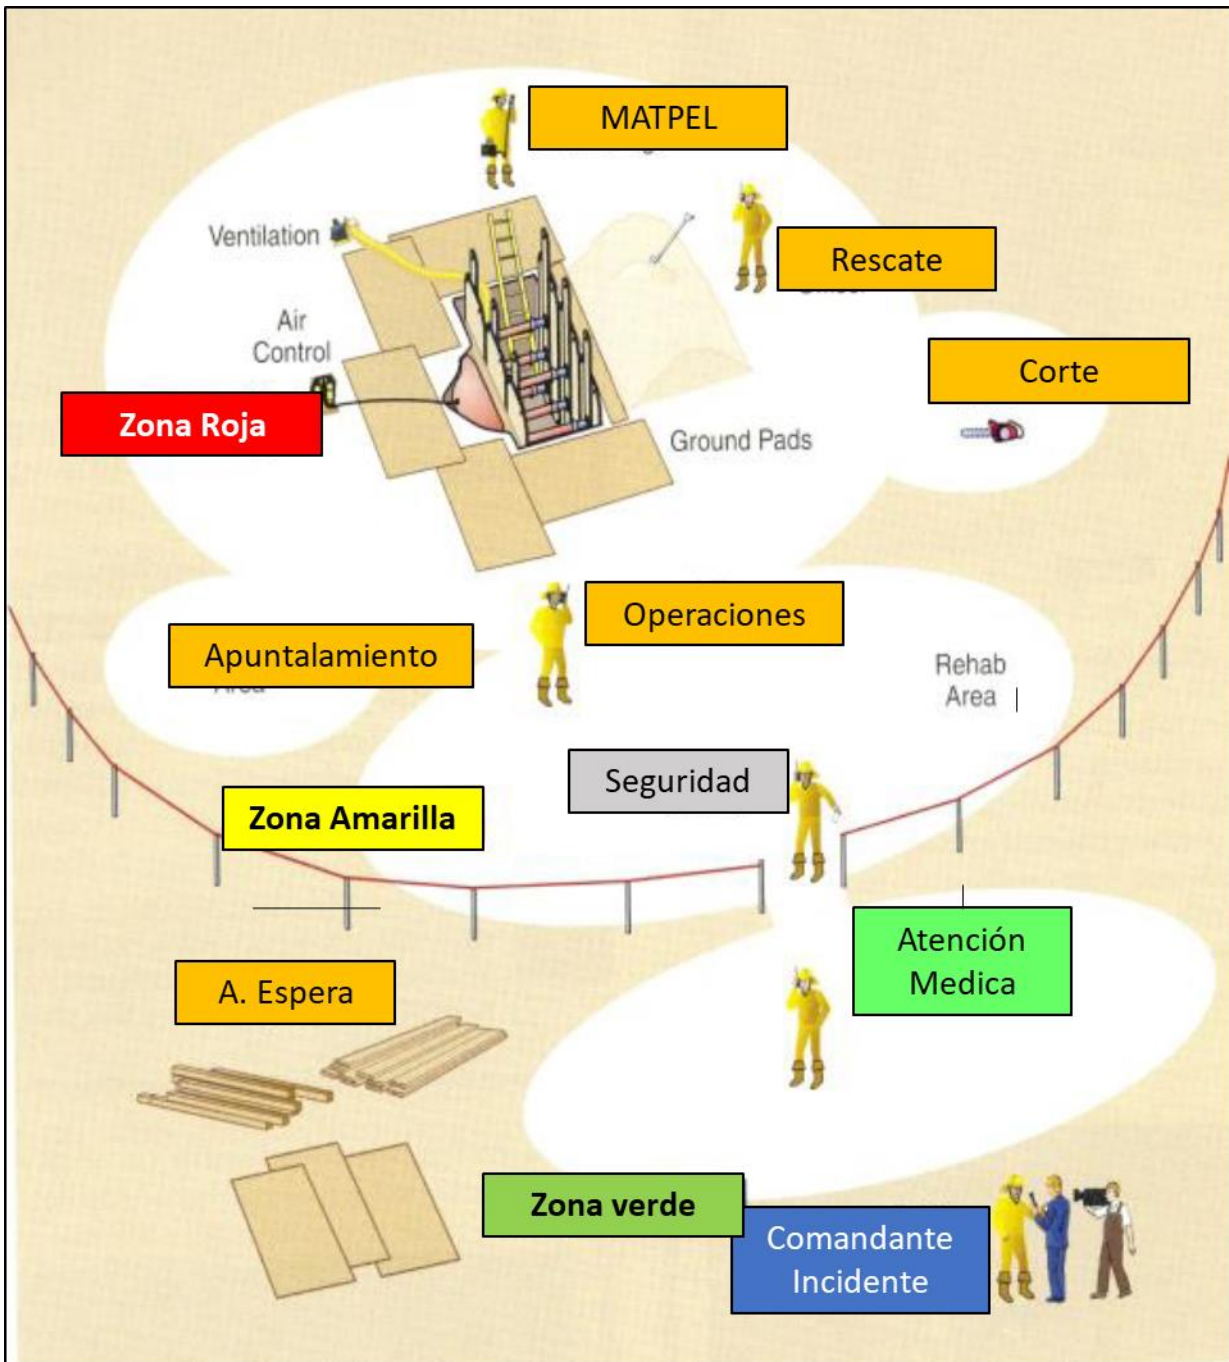 MATPEL
Ventilation
Rescate
Air
Control
Corte
Zona Roja
Ground Pads
Operaciones
Apuntalamiento
Area
Rehab
Area
Seguridad
Zona Amarilla
Atención
Medica
A. Espera
Zona verde
Comandante
Incidente